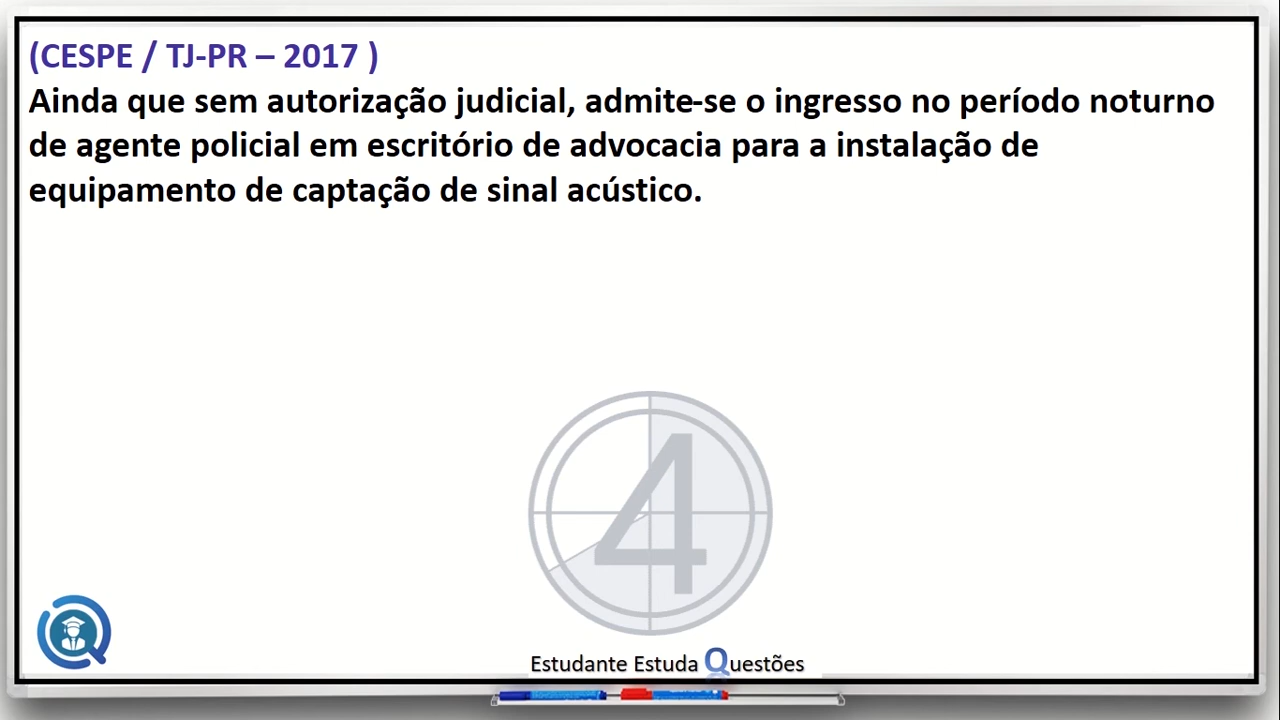 (CESPE / TJ-PR – 2017 )
Ainda que sem autorização judicial, admite-se o ingresso no período noturno
de agente policial em escritório de advocacia para a instalação de
equipamento de captação de sinal acústico.
4
Estudante Estuda Questões